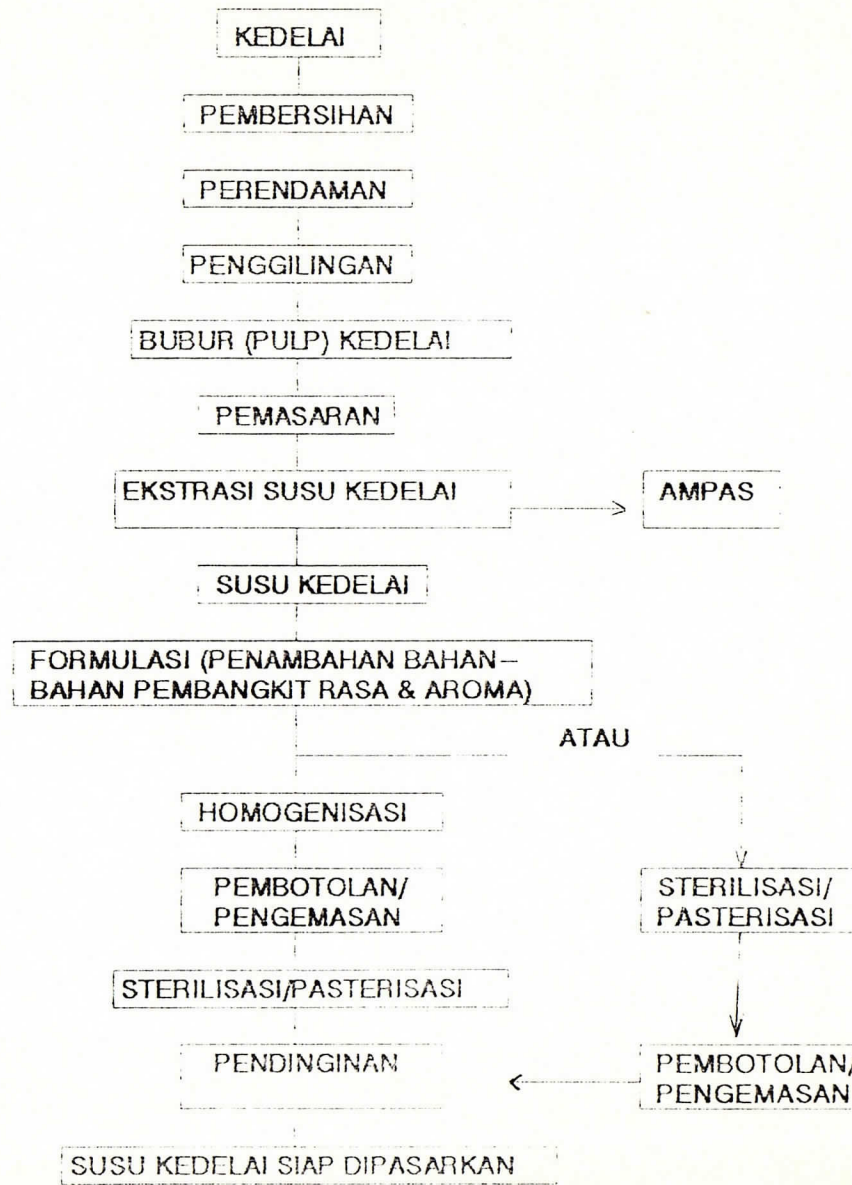 KEDELAI
PEMBERSIHAN
PERENDAMAN
PENGGILINGAN
BUBUR (PULP) KEDELAI
PEMASARAN
EKSTRASI SUSU KEDELAI
AMPAS
SUSU KEDELAI
FORMULASI (PENAMBAHAN BAHAN–
BAHAN PEMBANGKIT RASA & AROMA)
ATAU
HOMOGENISASI
PEMBOTOLAN/
PENGEMASAN
STERILISASI/
PASTERISASI
STERILISASI/PASTERISASI
PENDINGINAN
PEMBOTOLAN/
PENGEMASAN
SUSU KEDELAI SIAP DIPASARKAN